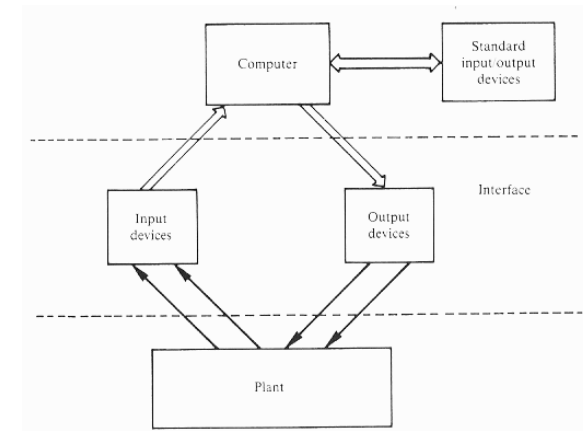 Computer
Standard
input/output
devices
Interface
Input
devices
Output
devices
Plant